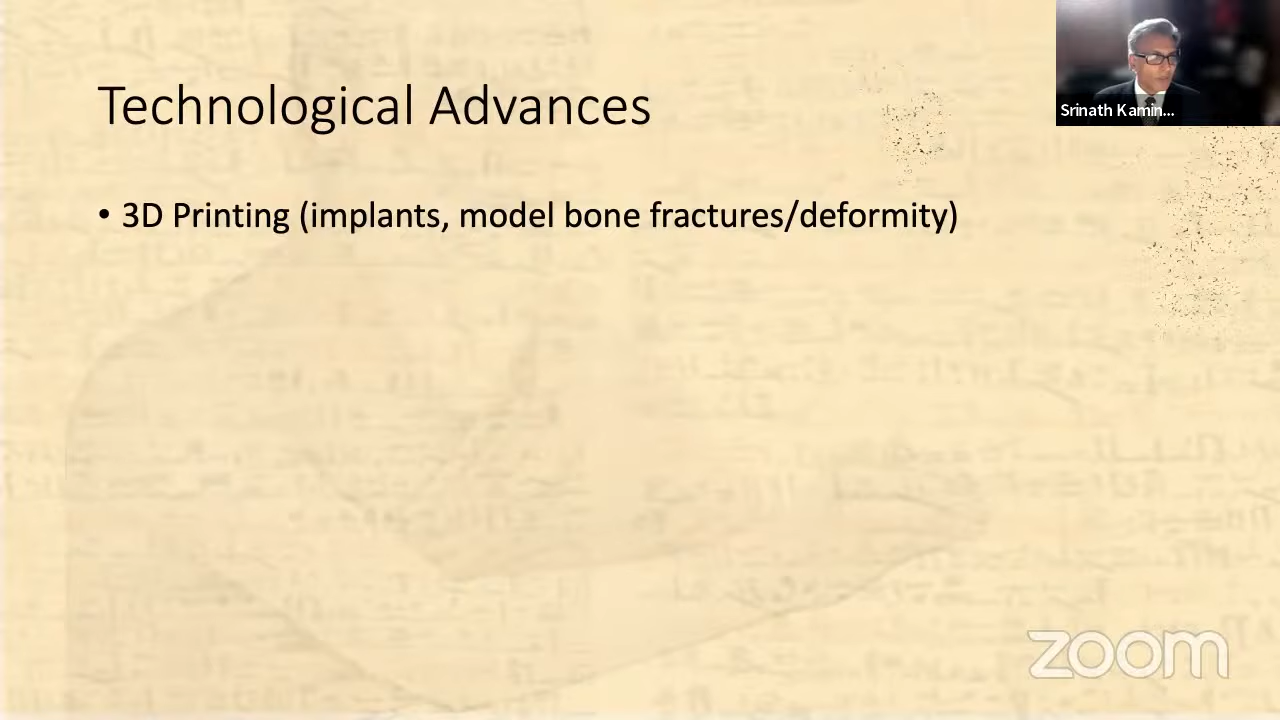 Technological Advances
• 3D Printing (implants, model bone fractures/deformity)
Srinath Kamin...
zoom